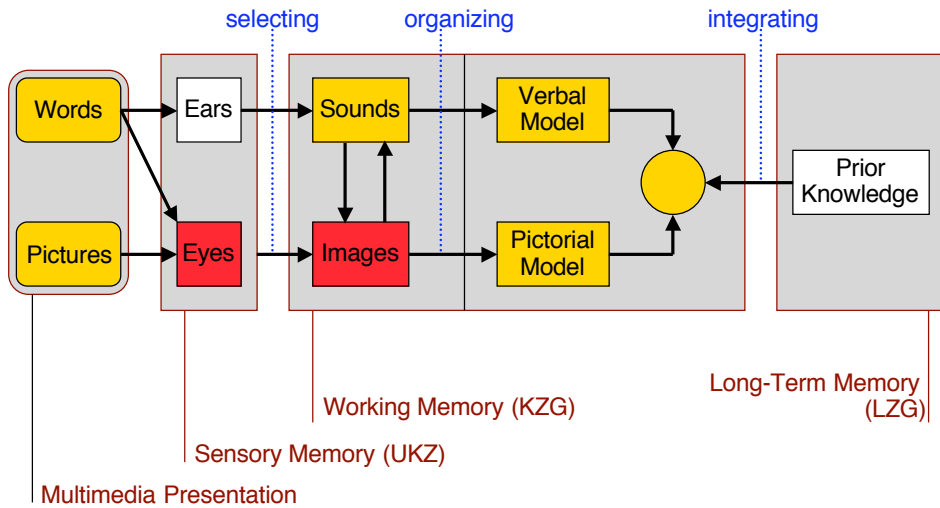 selecting
organizing
integrating
Words
Ears
Sounds
Verbal
Model
Prior
Knowledge
Pictures
Eyes
Images
Pictorial
Model
Long-Term Memory
(LZG)
Working Memory (KZG)
Sensory Memory (UKZ)
Multimedia Presentation